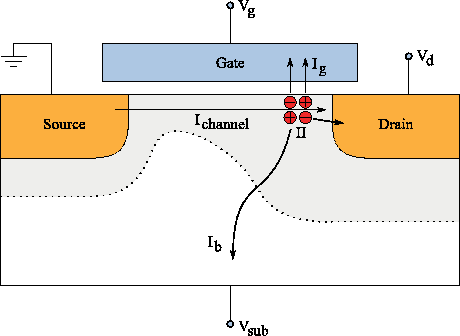 Vg
Gate
Ig
Vd
Source
Ichannel
II
Drain
Ib
Vsub